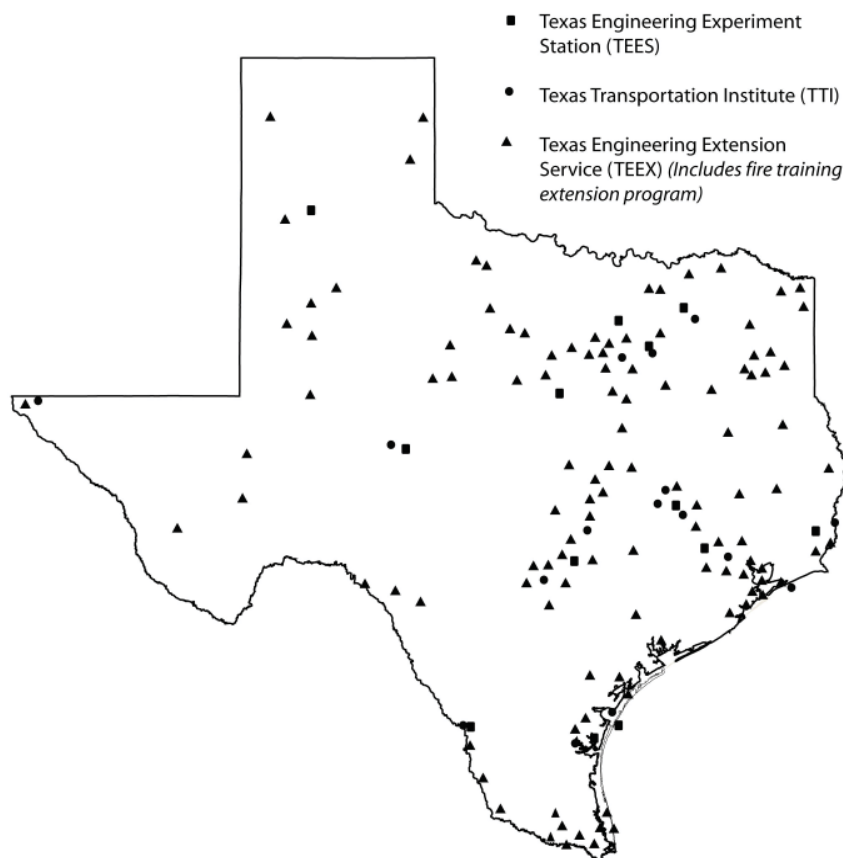 Texas Engineering Experiment
Station (TEES)
Texas Transportation Institute (TTI)
Texas Engineering Extension
Service (TEEX) (Includes fire training
extension program)